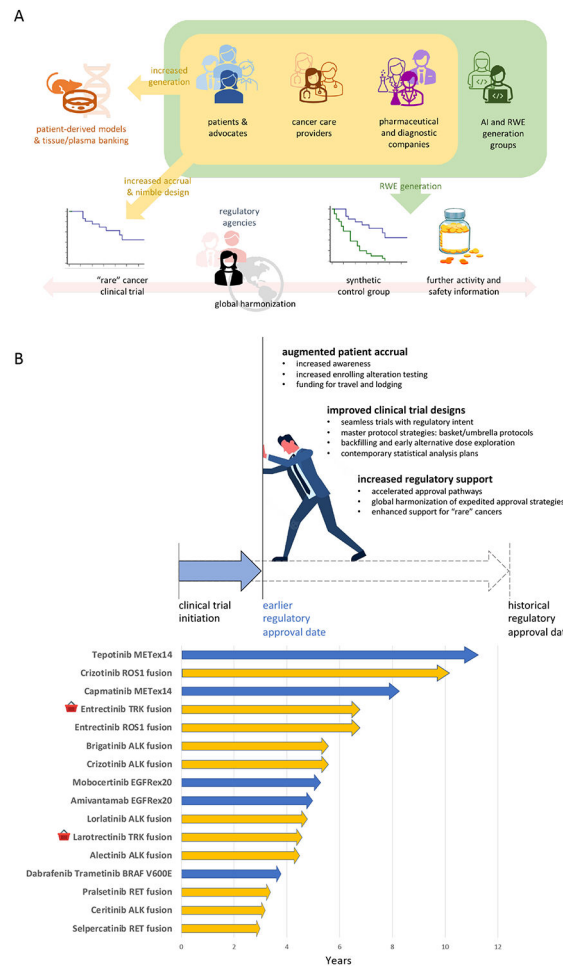 A
increased
generation
patient-derived models
& tissue/plasma banking
patients &
advocates
cancer care
providers
pharmaceutical
and diagnostic
companies
AI and RWE
generation
groups
increased accrual
& nimble design
RWE generation
regulatory
agencies
"rare" cancer
clinical trial
global harmonization
synthetic
control group
further activity and
safety information
B
augmented patient accrual
• increased awareness
• increased enrolling alteration testing
• funding for travel and lodging
improved clinical trial designs
• seamless trials with regulatory intent
• master protocol strategies: basket/umbrella protocols
• backfilling and early alternative dose exploration
• contemporary statistical analysis plans
increased regulatory support
• accelerated approval pathways
• global harmonization of expedited approval strategies
• enhanced support for "rare" cancers
clinical trial
initiation
earlier
regulatory
approval date
historical
regulatory
approval dat
Tepotinib METex14
Crizotinib ROS1 fusion
Capmatinib METex14
Entrectinib TRK fusion
Entrectinib ROS1 fusion
Brigatinib ALK fusion
Crizotinib ALK fusion
Mobocertinib EGFRex20
Amivantamab EGFRex20
Lorlatinib ALK fusion
Larotrectinib TRK fusion
Alectinib ALK fusion
Dabrafenib Trametinib BRAF V600E
Pralsetinib RET fusion
Ceritinib ALK fusion
Selpercatinib RET fusion
0 2 4 6 8 10 12
Years